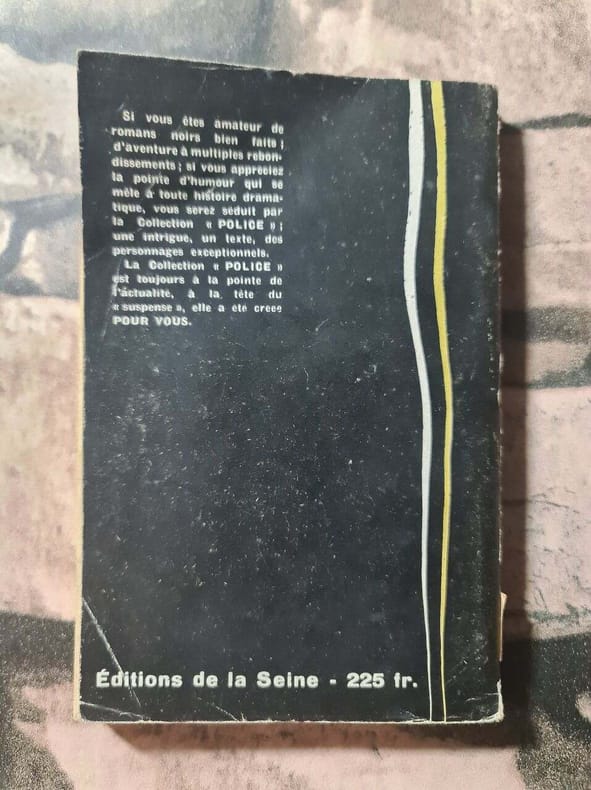 Si vous êtes amateur de
romans noirs bien faits ;
d'aventure à multiples rebon-
dissements ; si vous appreciez
la pointe d'humour qui se
mêle à toute histoire drama-
tique, vous serez séduit par
la Collection « POLICE » ;
une intrigue, un texte, des
personnages exceptionnels.
La Collection « POLICE »
est toujours à la pointe de
l'actualité, à la tête du
« suspense », elle a été creee
POUR VOUS.
Éditions de la Seine - 225 fr.